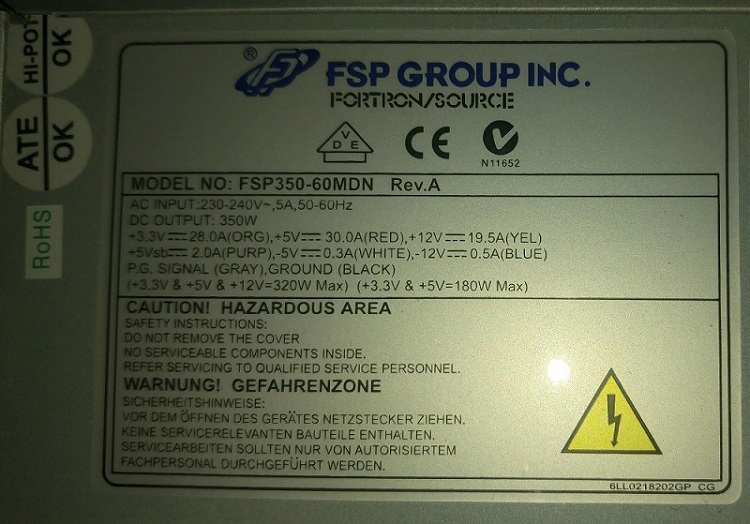 HI-POT
OK
ATE
OK
RoHS
® FSP GROUP INC.
FORTRON/SOURCE
V
D E
CE
N11652
MODEL NO: FSP350-60MDN Rev.A
AC INPUT:230-240V~,5A,50-60Hz
DC OUTPUT: 350W
+3.3V⎓28.0A(ORG),+5V⎓30.0A(RED),+12V⎓19.5A(YEL)
+5Vsb⎓2.0A(PURP),-5V⎓0.3A(WHITE),-12V⎓0.5A(BLUE)
P.G. SIGNAL (GRAY),GROUND (BLACK)
(+3.3V & +5V & +12V=320W Max) (+3.3V & +5V=180W Max)
CAUTION! HAZARDOUS AREA
SAFETY INSTRUCTIONS:
DO NOT REMOVE THE COVER
NO SERVICEABLE COMPONENTS INSIDE.
REFER SERVICING TO QUALIFIED SERVICE PERSONNEL.
WARNUNG! GEFAHRENZONE
SICHERHEITSHINWEISE:
VOR DEM ÖFFNEN DES GERÄTES NETZSTECKER ZIEHEN.
KEINE SERVICERELEVANTEN BAUTEILE ENTHALTEN.
SERVICEARBEITEN SOLLTEN NUR VON AUTORISIERTEM
FACHPERSONAL DURCHGEFÜHRT WERDEN.
6LL0218202GP CG